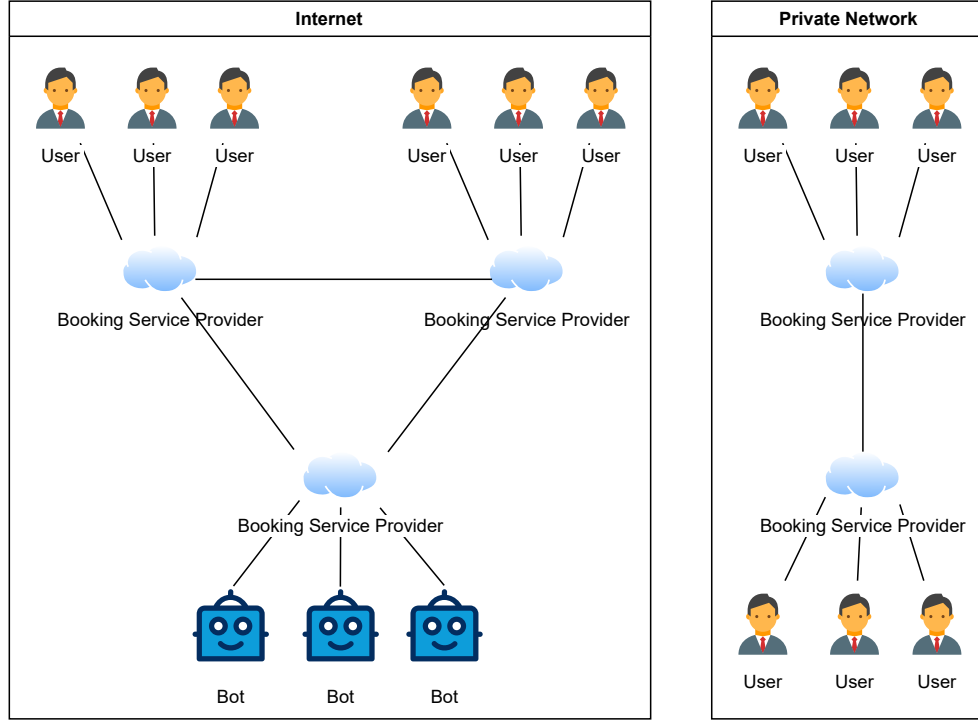 Internet
Private Network
User
User
User
User
User
User
User
User
User
Booking Service Provider
Booking Service Provider
Booking Service Provider
Booking Service Provider
Booking Service Provider
User
User
User
Bot
Bot
Bot